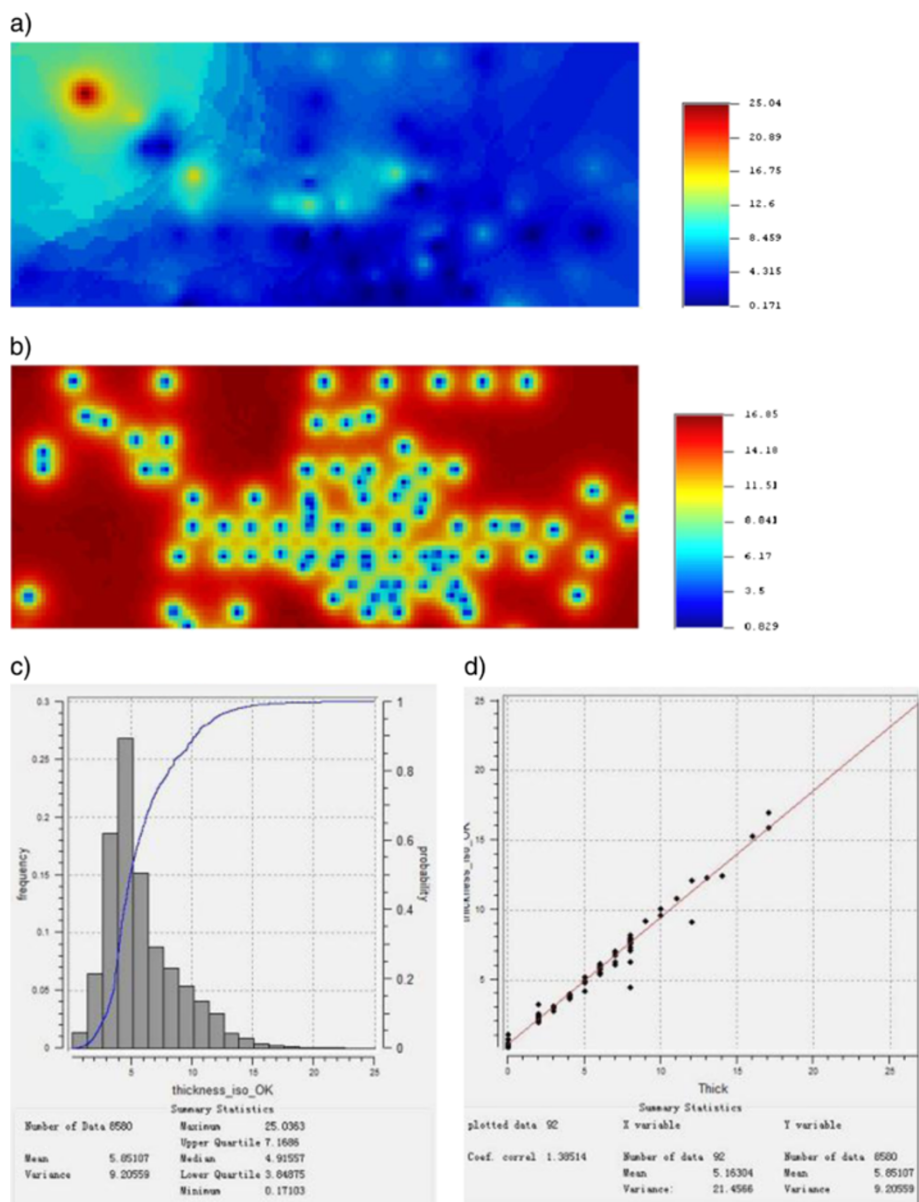 a)
25.04
20.89
16.75
12.6
8.459
4.315
0.171
b)
16.85
14.18
11.51
8.841
6.17
3.5
0.829
c)
0.3
0.25
0.2
0.15
0.1
0.05
0
frequency
1
0.8
0.6
0.4
0.2
0
probability
5 10 15 20 25
thickness_iso_OK
Summary Statistics
Number of Data 8580 Maximum 25.0363
Upper Quartile 7.1686
Mean 5.85107 Median 4.91557
Variance 9.20559 Lower Quartile 3.84875
Minimum 0.17103
d)
25
20
15
10
5
thickness_iso_OK
0 5 10 15 20 25
Thick
Summary Statistics
plotted data 92 X variable Y variable
Coef. correl 1.38514 Number of data 92 Number of data 8580
Mean 5.16304 Mean 5.85107
Variance: 21.4566 Variance 9.20559